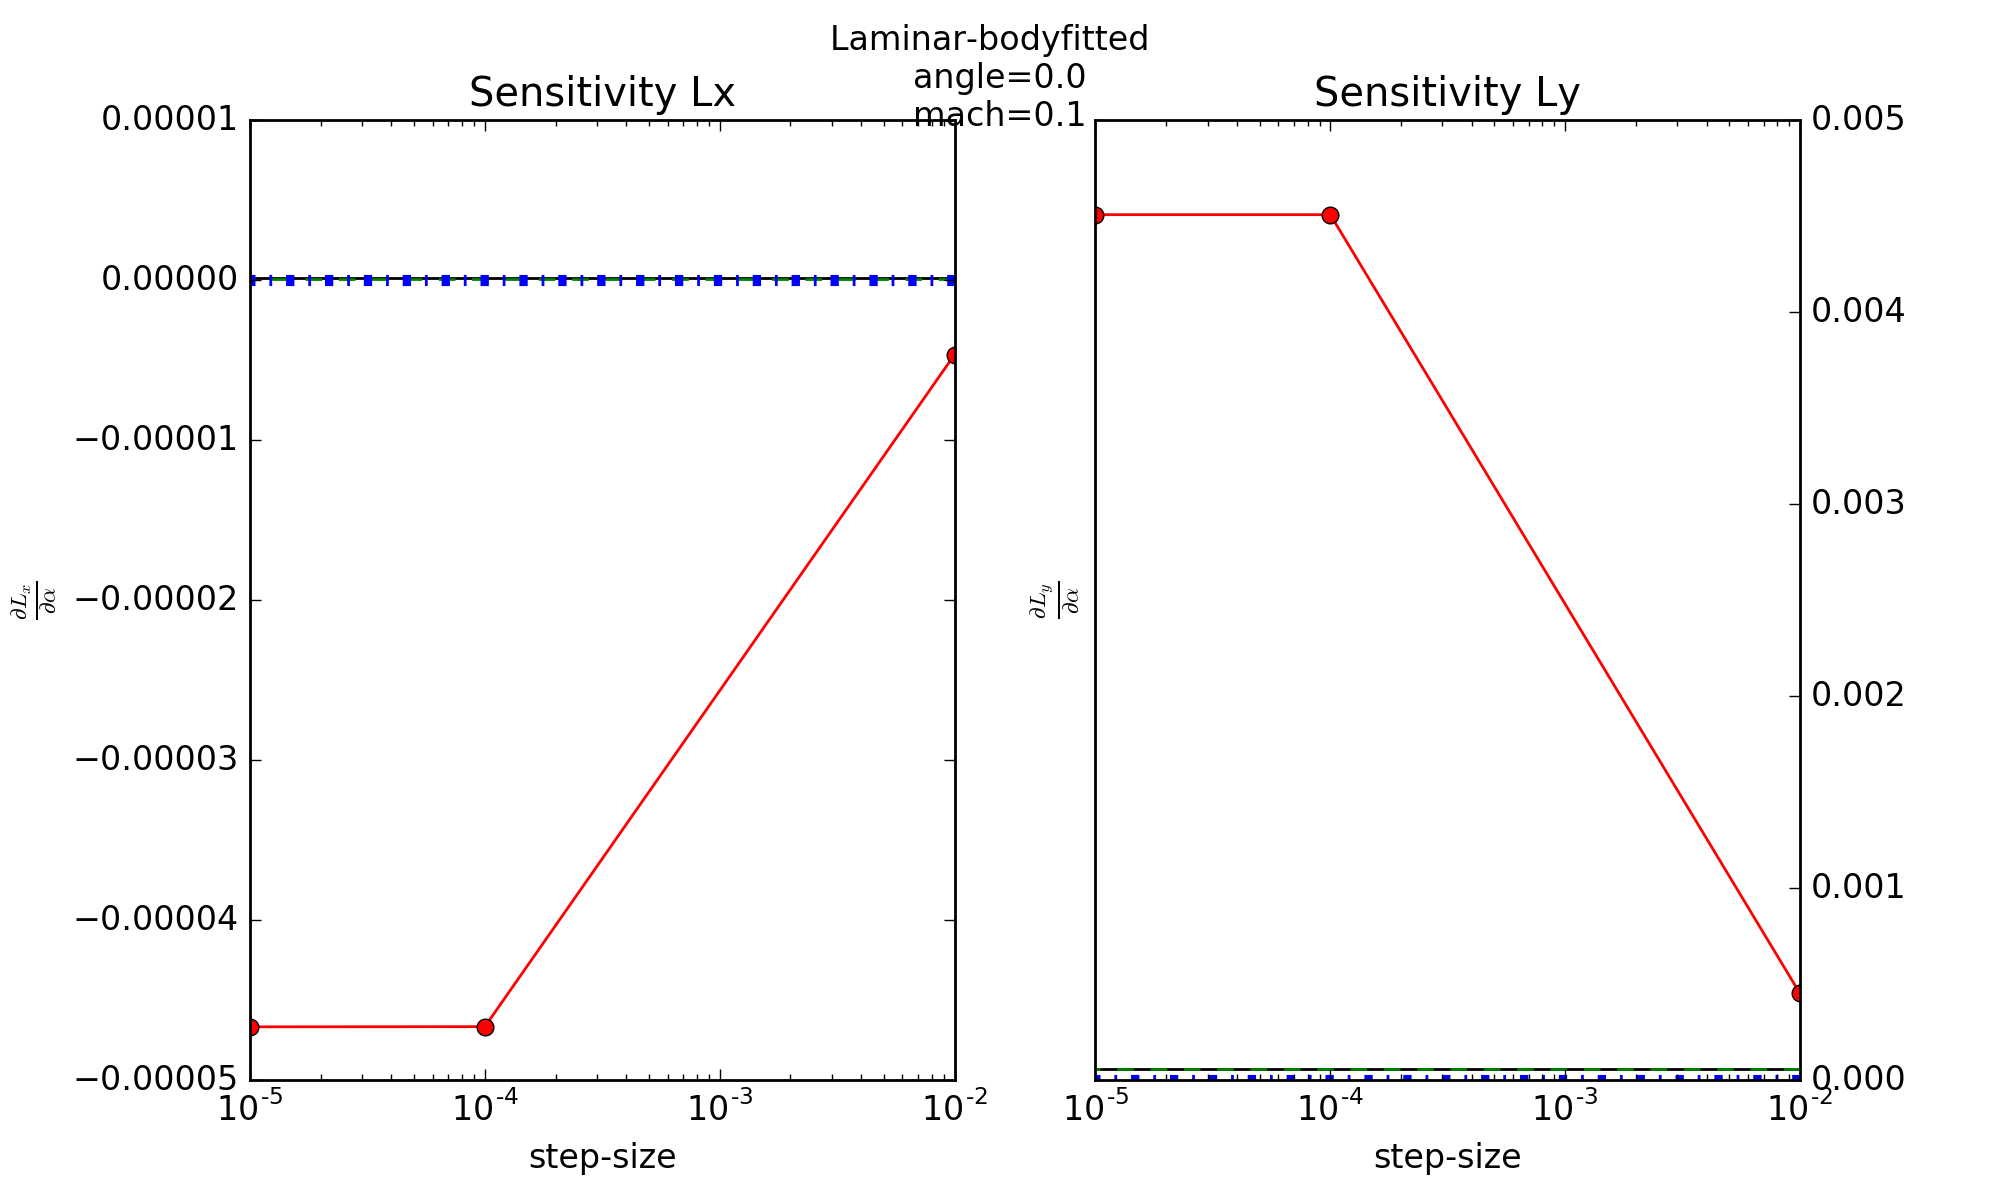 Laminar-bodyfitted
angle=0.0
mach=0.1
Sensitivity Lx
0.00001
0.00000
−0.00001
−0.00002
−0.00003
−0.00004
−0.00005
∂Lₓ/∂α
10⁻⁵ 10⁻⁴ 10⁻³ 10⁻²
step-size
Sensitivity Ly
∂L_y/∂α
0.005
0.004
0.003
0.002
0.001
0.000
10⁻⁵ 10⁻⁴ 10⁻³ 10⁻²
step-size